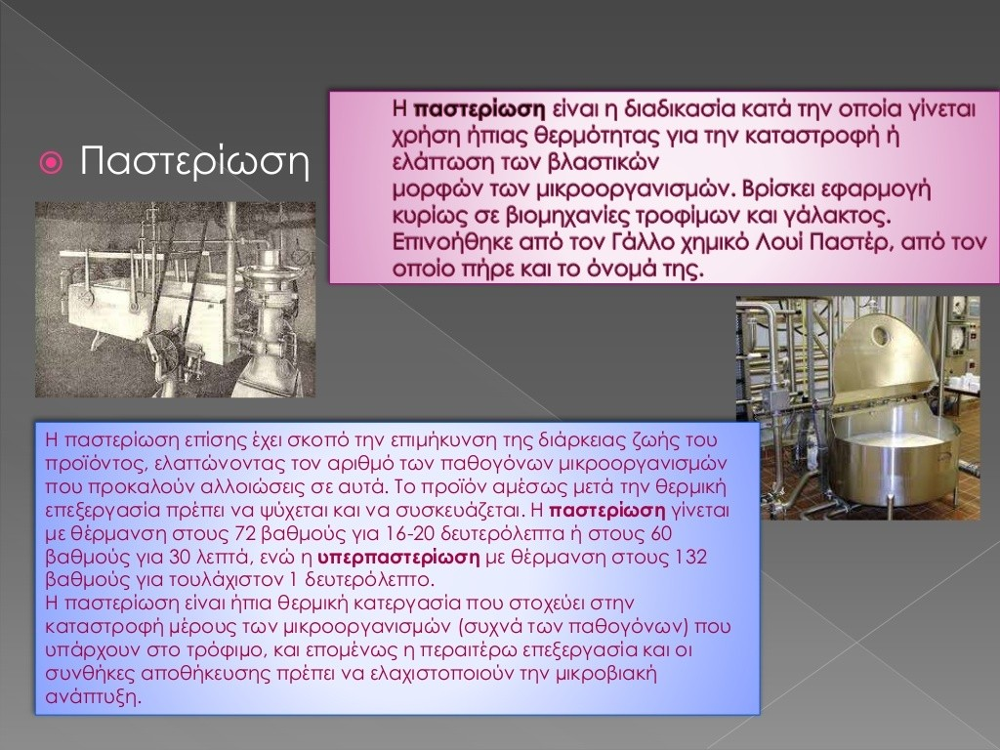 Παστερίωση
Η παστερίωση είναι η διαδικασία κατά την οποία γίνεται
χρήση ήπιας θερμότητας για την καταστροφή ή
ελάττωση των βλαστικών
μορφών των μικροοργανισμών. Βρίσκει εφαρμογή
κυρίως σε βιομηχανίες τροφίμων και γάλακτος.
Επινοήθηκε από τον Γάλλο χημικό Λουί Παστέρ, από τον
οποίο πήρε και το όνομά της.
Η παστερίωση επίσης έχει σκοπό την επιμήκυνση της διάρκειας ζωής του
προϊόντος, ελαττώνοντας τον αριθμό των παθογόνων μικροοργανισμών
που προκαλούν αλλοιώσεις σε αυτά. Το προϊόν αμέσως μετά την θερμική
επεξεργασία πρέπει να ψύχεται και να συσκευάζεται. Η παστερίωση γίνεται
με θέρμανση στους 72 βαθμούς για 16-20 δευτερόλεπτα ή στους 60
βαθμούς για 30 λεπτά, ενώ η υπερπαστερίωση με θέρμανση στους 132
βαθμούς για τουλάχιστον 1 δευτερόλεπτο.
Η παστερίωση είναι ήπια θερμική κατεργασία που στοχεύει στην
καταστροφή μέρους των μικροοργανισμών (συχνά των παθογόνων) που
υπάρχουν στο τρόφιμο, και επομένως η περαιτέρω επεξεργασία και οι
συνθήκες αποθήκευσης πρέπει να ελαχιστοποιούν την μικροβιακή
ανάπτυξη.